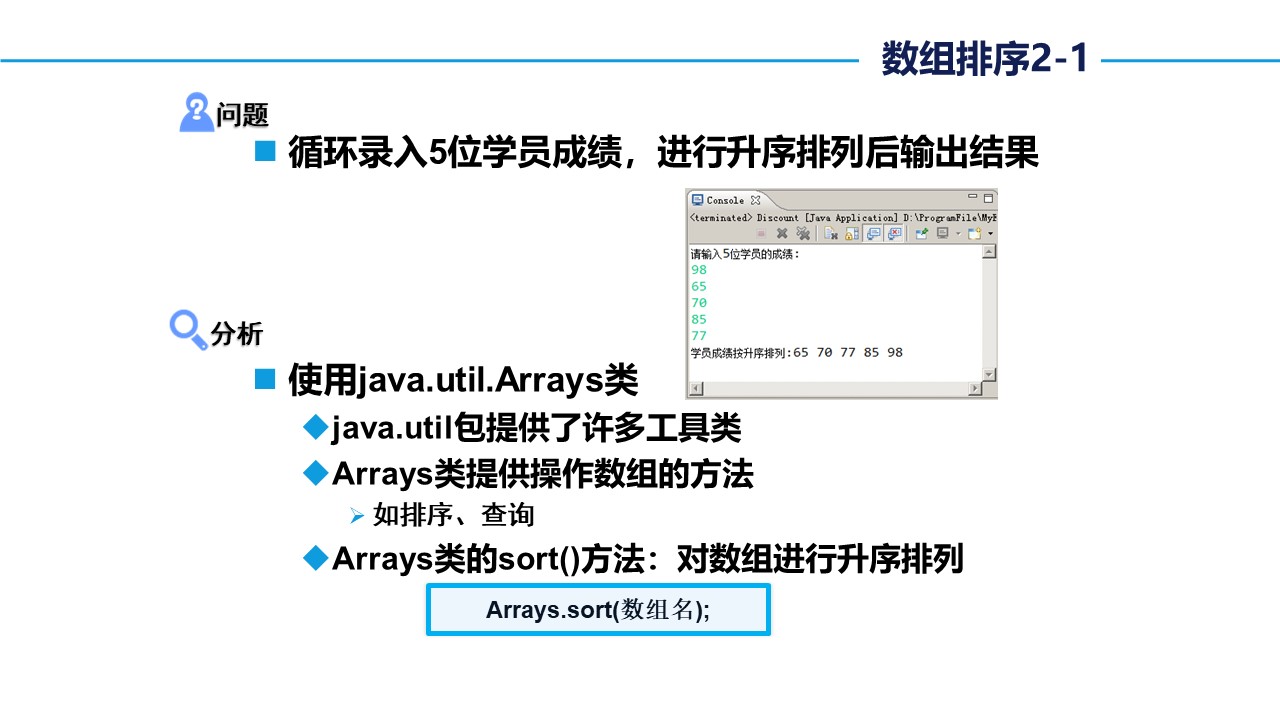 数组排序2-1
问题
循环录入5位学员成绩，进行升序排列后输出结果
Console
<terminated> Discount [Java Application] D:\ProgramFile\MyE
请输入5位学员的成绩:
98
65
70
85
77
学员成绩按升序排列:65 70 77 85 98
分析
使用java.util.Arrays类
java.util包提供了许多工具类
Arrays类提供操作数组的方法
如排序、查询
Arrays类的sort()方法：对数组进行升序排列
Arrays.sort(数组名);